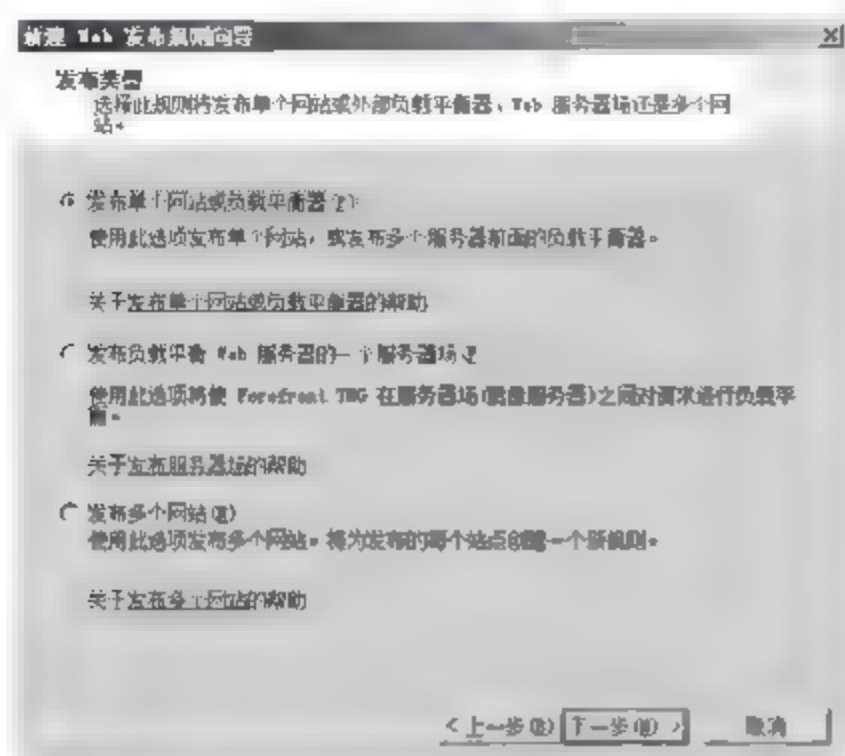 新建 Web 发布规则向导
发布类型
选择此规则将发布单个网站或外部负载平衡器、Web 服务器场还是多个网
站。
发布单个网站或负载平衡器(P)
使用此选项发布单个网站，或发布多个服务器前面的负载平衡器。
关于发布单个网站或负载平衡器的帮助
发布负载平衡 Web 服务器的一个服务器场
使用此选项将使 Forefront TMG 在服务器场(镜像服务器)之间对请求进行负载平
衡。
关于发布服务器场的帮助
发布多个网站
使用此选项发布多个网站。将为发布的每个站点创建一个新规则。
关于发布多个网站的帮助
<上一步(B) 下一步(N) > 取消